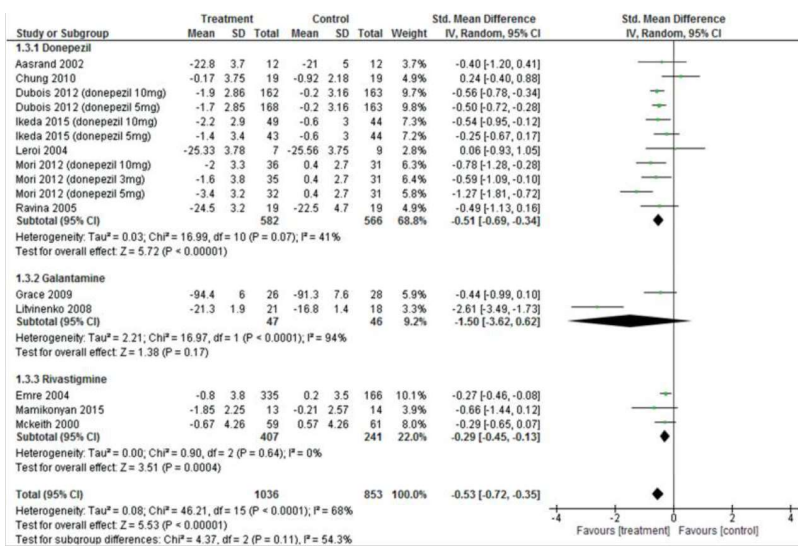 Treatment Control Std. Mean Difference Std. Mean Difference
Study or Subgroup Mean SD Total Mean SD Total Weight IV, Random, 95% CI IV, Random, 95% CI
1.3.1 Donepezil
Aasrand 2002 -22.8 3.7 12 -21 5 12 3.7% -0.40 [-1.20, 0.41]
Chung 2010 -0.17 3.75 19 -0.92 2.18 19 5.0% 0.24 [-0.40, 0.88]
Dubois 2012 (donepezil 10mg) -1.9 2.86 162 -0.2 3.16 163 9.8% -0.56 [-0.78, -0.34]
Dubois 2012 (donepezil 5mg) -1.7 2.85 168 -0.2 3.16 163 9.8% -0.50 [-0.72, -0.28]
Ikeda 2015 (donepezil 10mg) -2.2 2.9 49 -0.6 3 44 7.4% -0.54 [-0.95, -0.12]
Ikeda 2015 (donepezil 5mg) -1.4 3.4 43 -0.6 3 44 7.3% -0.25 [-0.67, 0.17]
Leroi 2004 -25.33 3.78 7 -25.56 3.75 9 2.8% 0.06 [-0.93, 1.05]
Mori 2012 (donepezil 10mg) -2 3.3 36 0.4 2.7 31 6.4% -0.78 [-1.28, -0.28]
Mori 2012 (donepezil 3mg) -1.6 3.8 35 0.4 2.7 31 6.4% -0.59 [-1.09, -0.10]
Mori 2012 (donepezil 5mg) -3.4 3.2 32 0.4 2.7 31 5.9% -1.27 [-1.81, -0.72]
Ravina 2005 -24.5 3.2 19 -22.5 4.7 19 4.9% -0.49 [-1.13, 0.16]
Subtotal (95% CI) 582 566 68.8% -0.51 [-0.69, -0.34]
Heterogeneity: Tau² = 0.03; Chi² = 16.99, df = 10 (P = 0.07); I² = 41%
Test for overall effect: Z = 5.72 (P < 0.00001)
1.3.2 Galantamine
Grace 2009 -94.4 6 26 -91.3 7.6 28 5.9% -0.44 [-0.99, 0.10]
Litvinenko 2008 -21.3 1.9 21 -16.8 1.4 18 3.3% -2.61 [-3.49, -1.73]
Subtotal (95% CI) 47 46 9.2% -1.50 [-3.62, 0.62]
Heterogeneity: Tau² = 2.21; Chi² = 16.97, df = 1 (P < 0.0001); I² = 94%
Test for overall effect: Z = 1.38 (P = 0.17)
1.3.3 Rivastigmine
Emre 2004 -0.8 3.8 335 0.2 3.5 166 10.1% -0.27 [-0.46, -0.08]
Mamikonyan 2015 -1.85 2.25 13 -0.21 2.57 14 3.9% -0.66 [-1.44, 0.12]
Mckeith 2000 -0.67 4.26 59 0.57 4.26 61 8.0% -0.29 [-0.65, 0.07]
Subtotal (95% CI) 407 241 22.0% -0.29 [-0.45, -0.13]
Heterogeneity: Tau² = 0.00; Chi² = 0.90, df = 2 (P = 0.64); I² = 0%
Test for overall effect: Z = 3.51 (P = 0.0004)
Total (95% CI) 1036 853 100.0% -0.53 [-0.72, -0.35]
Heterogeneity: Tau² = 0.08; Chi² = 46.21, df = 15 (P < 0.0001); I² = 68%
Test for overall effect: Z = 5.53 (P < 0.00001)
Test for subgroup differences: Chi² = 4.37, df = 2 (P = 0.11), I² = 54.3%
-4 -2 0 2 4
Favours [treatment] Favours [control]